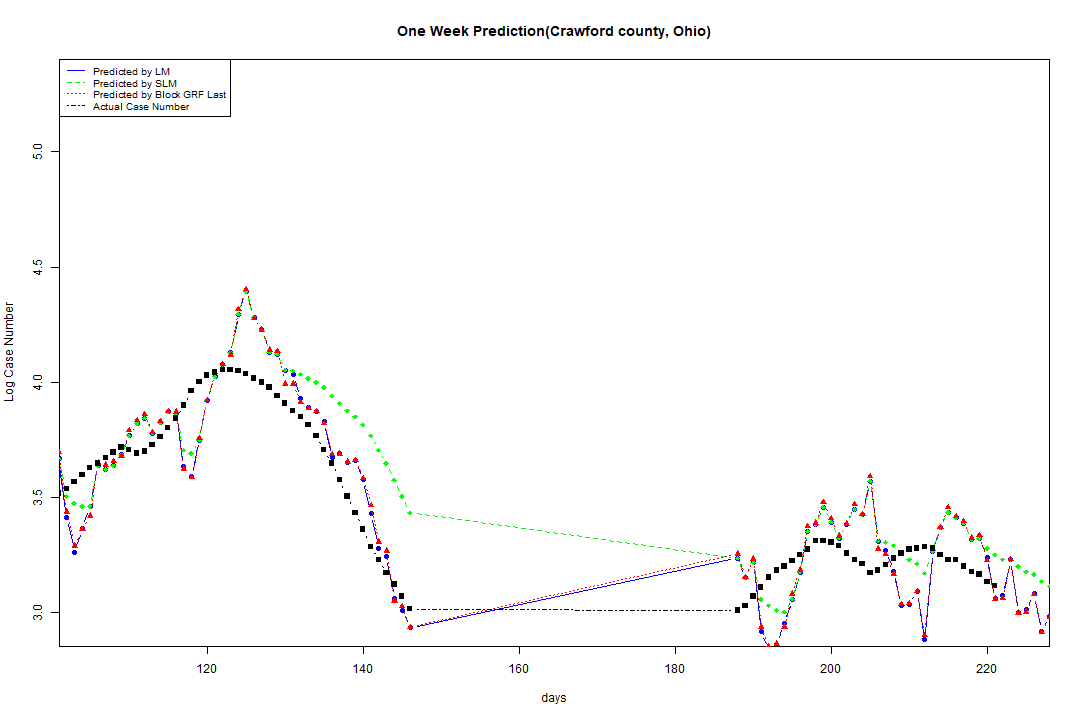 One Week Prediction(Crawford county, Ohio)
Predicted by LM
Predicted by SLM
Predicted by Block GRF Last
Actual Case Number
5.0
4.5
4.0
3.5
3.0
Log Case Number
120 140 160 180 200 220
days